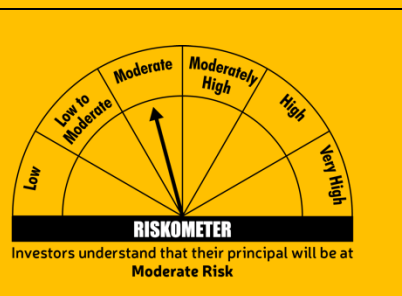 Low
Low to
Moderate
Moderate
Moderately
High
High
Very High
RISKOMETER
Investors understand that their principal will be at
Moderate Risk